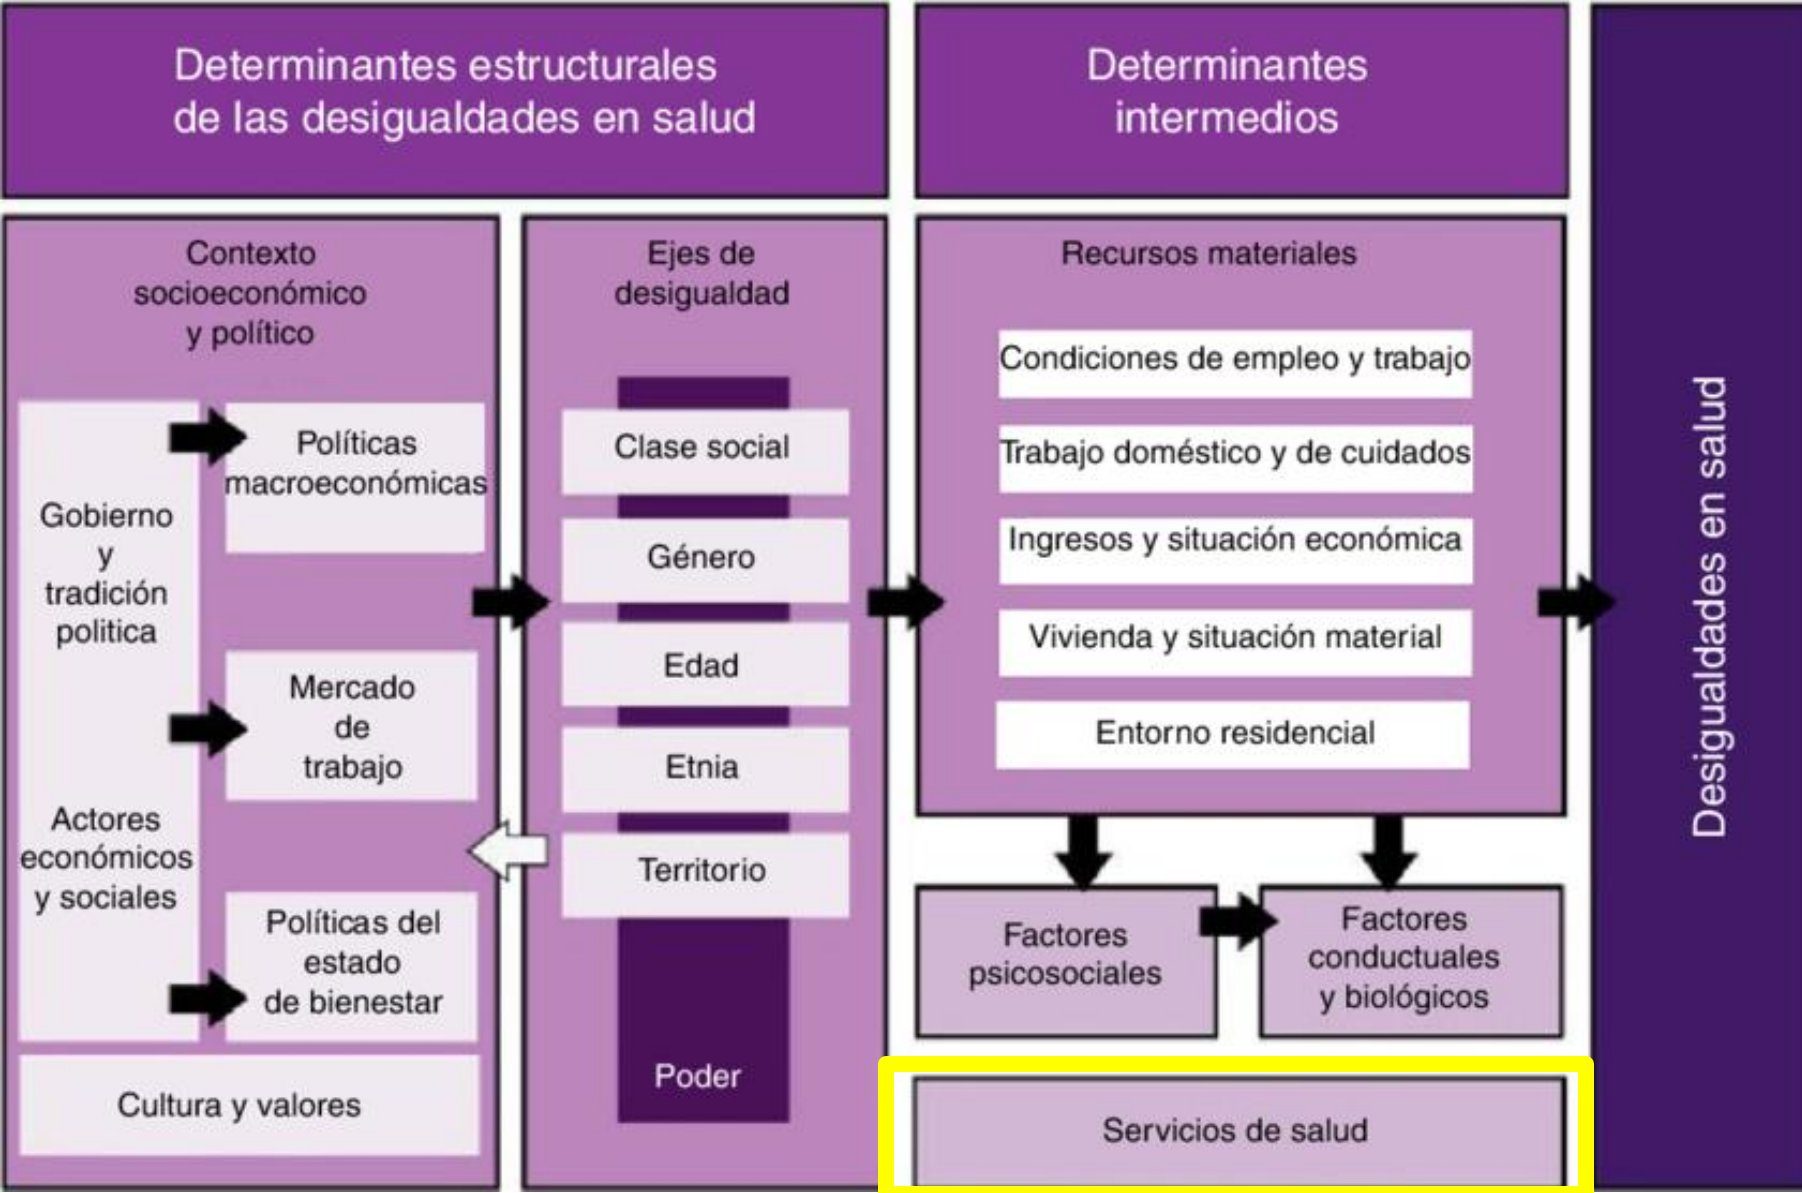 Determinantes estructurales
de las desigualdades en salud
Determinantes
intermedios
Contexto
socioeconómico
y político
Gobierno
y
tradición
politica
Actores
económicos
y sociales
Políticas
macroeconómicas
Mercado
de
trabajo
Políticas del
estado
de bienestar
Cultura y valores
Ejes de
desigualdad
Clase social
Género
Edad
Etnia
Territorio
Poder
Recursos materiales
Condiciones de empleo y trabajo
Trabajo doméstico y de cuidados
Ingresos y situación económica
Vivienda y situación material
Entorno residencial
Factores
psicosociales
Factores
conductuales
y biológicos
Servicios de salud
Desigualdades en salud